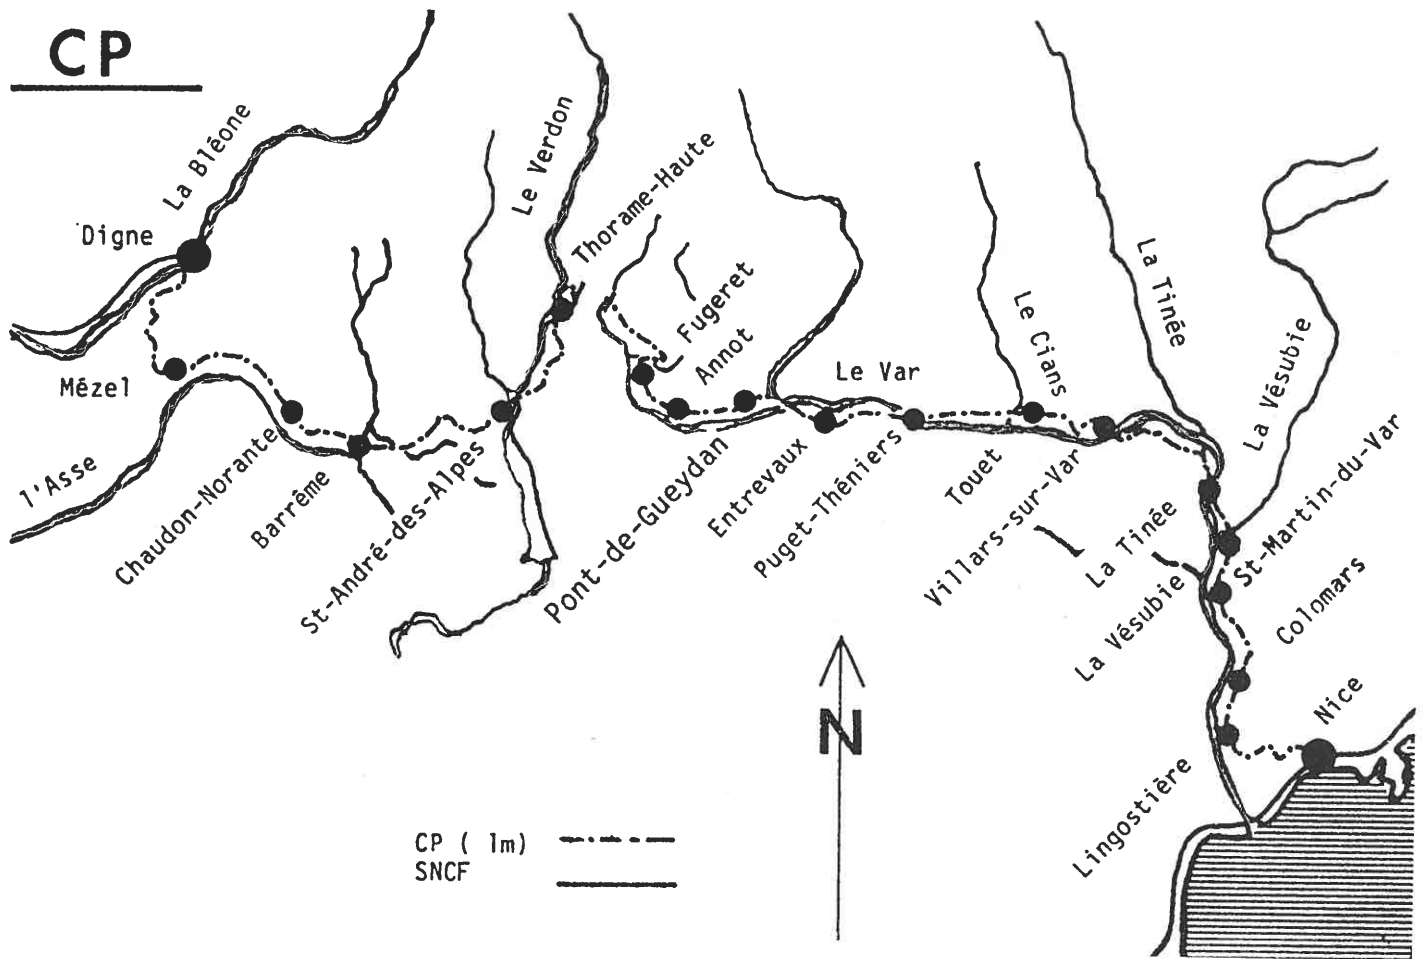 CP
La Bléone
Digne
Le Verdon
Thorame-Haute
Fugeret
Annot
Le Var
Le Cians
La Tinée
La Vésubie
Mézel
l'Asse
Chaudon-Norante
Barrême
St-André-des-Alpes
Pont-de-Gueydan
Entrevaux
Puget-Théniers
Touet
Villars-sur-Var
La Tinée
La Vésubie
St-Martin-du-Var
Colomars
Nice
Lingostière
N
CP ( 1m)
SNCF